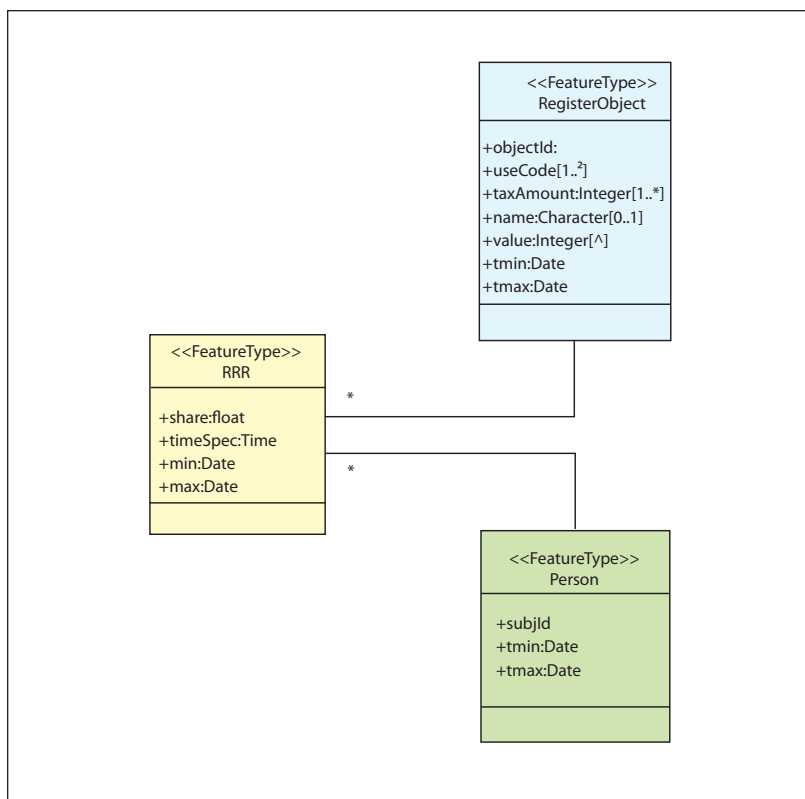 <<FeatureType>>
RegisterObject
+objectId:
+useCode[1..²]
+taxAmount:Integer[1..*]
+name:Character[0..1]
+value:Integer[^]
+tmin:Date
+tmax:Date
<<FeatureType>>
RRR
+share:float
+timeSpec:Time
+min:Date
+max:Date
*
*
<<FeatureType>>
Person
+subjId
+tmin:Date
+tmax:Date